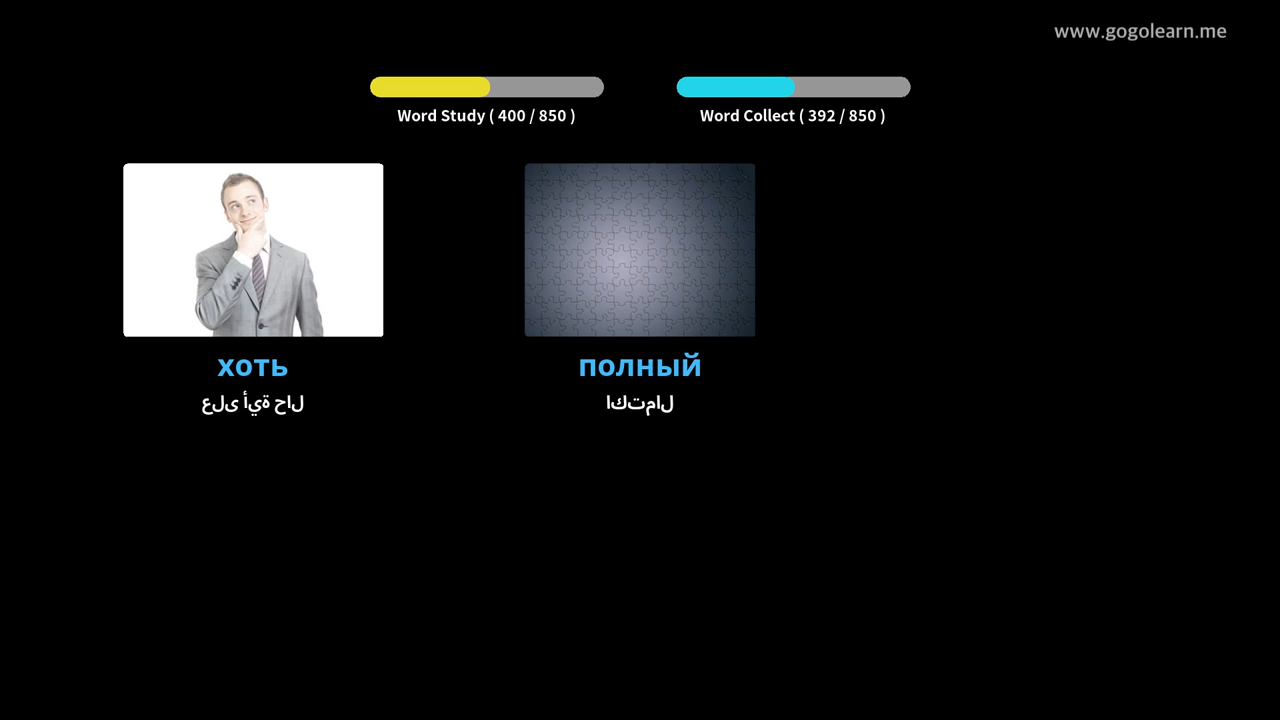 www.gogolearn.me
Word Study ( 400 / 850 )
Word Collect ( 392 / 850 )
хоть
полный
على أية حال
اكتمال